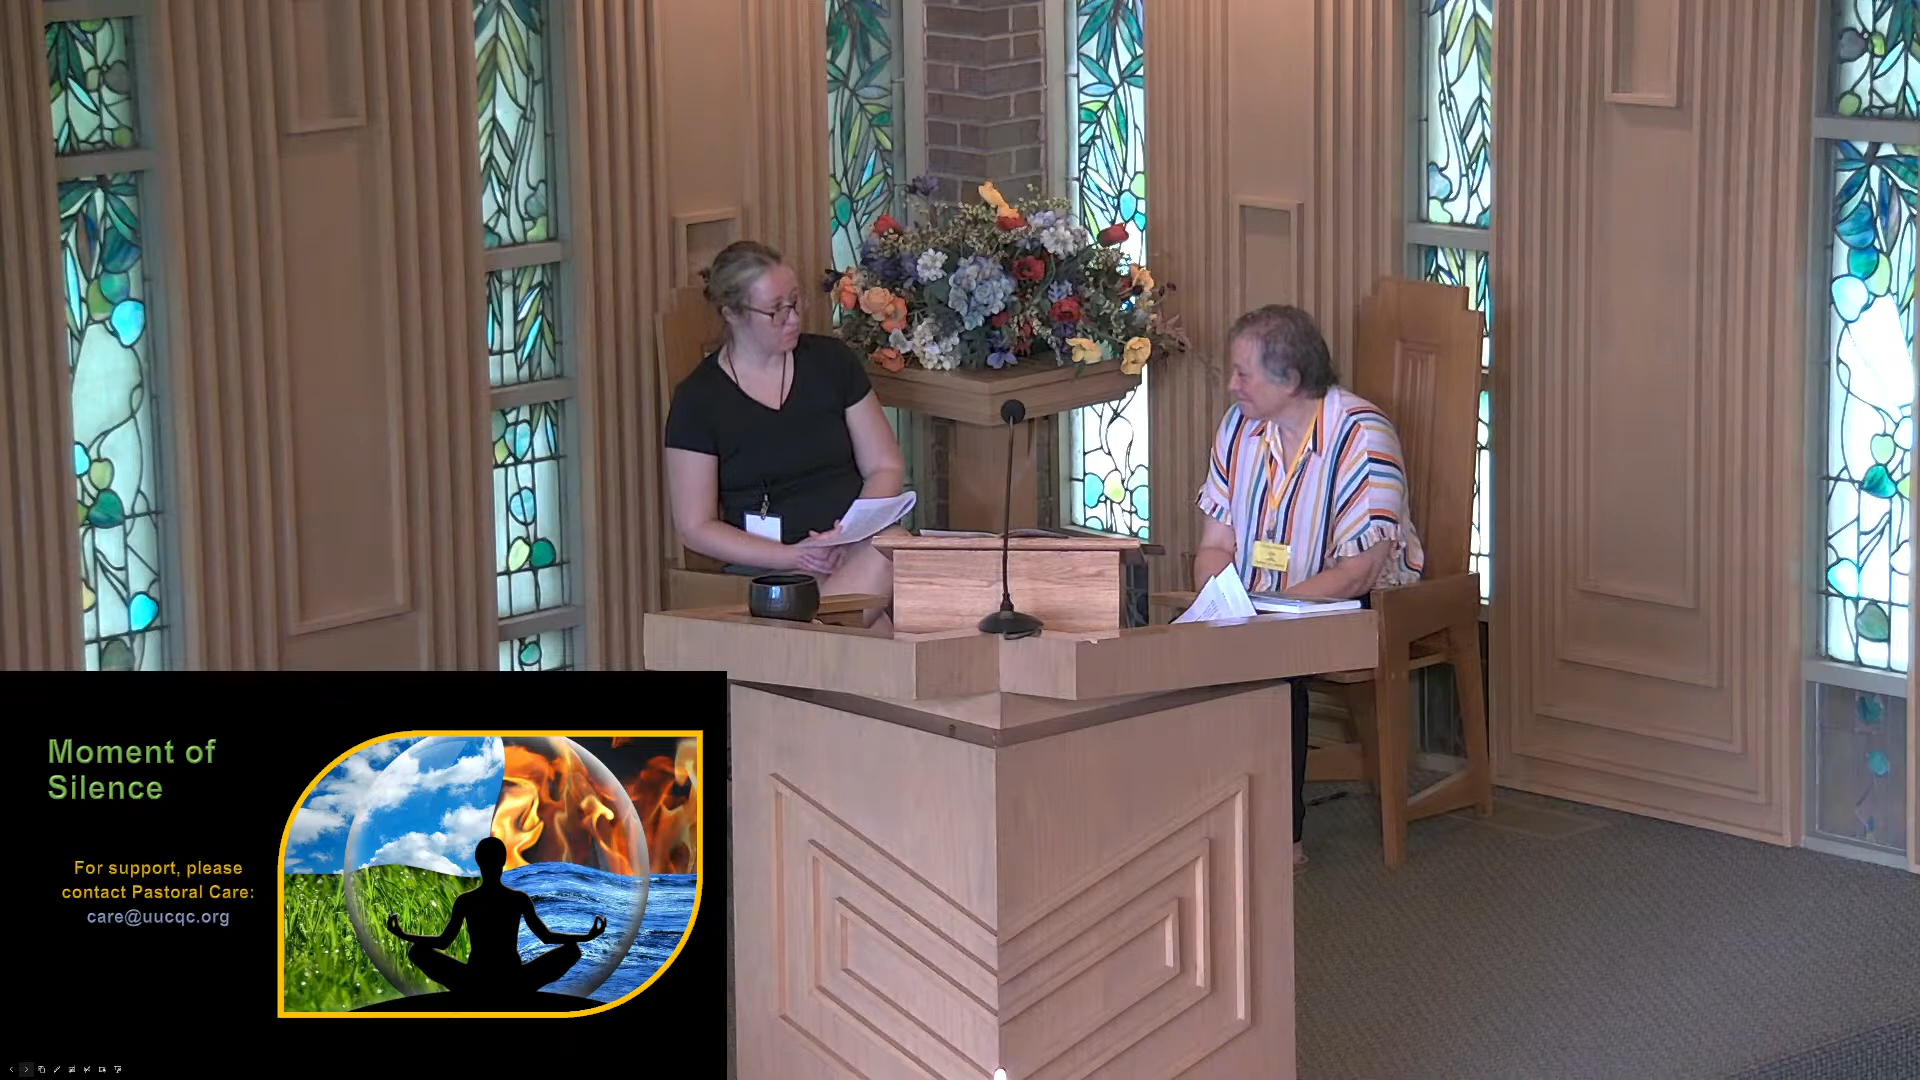 Moment of
Silence
For support, please
contact Pastoral Care:
care@uucqc.org